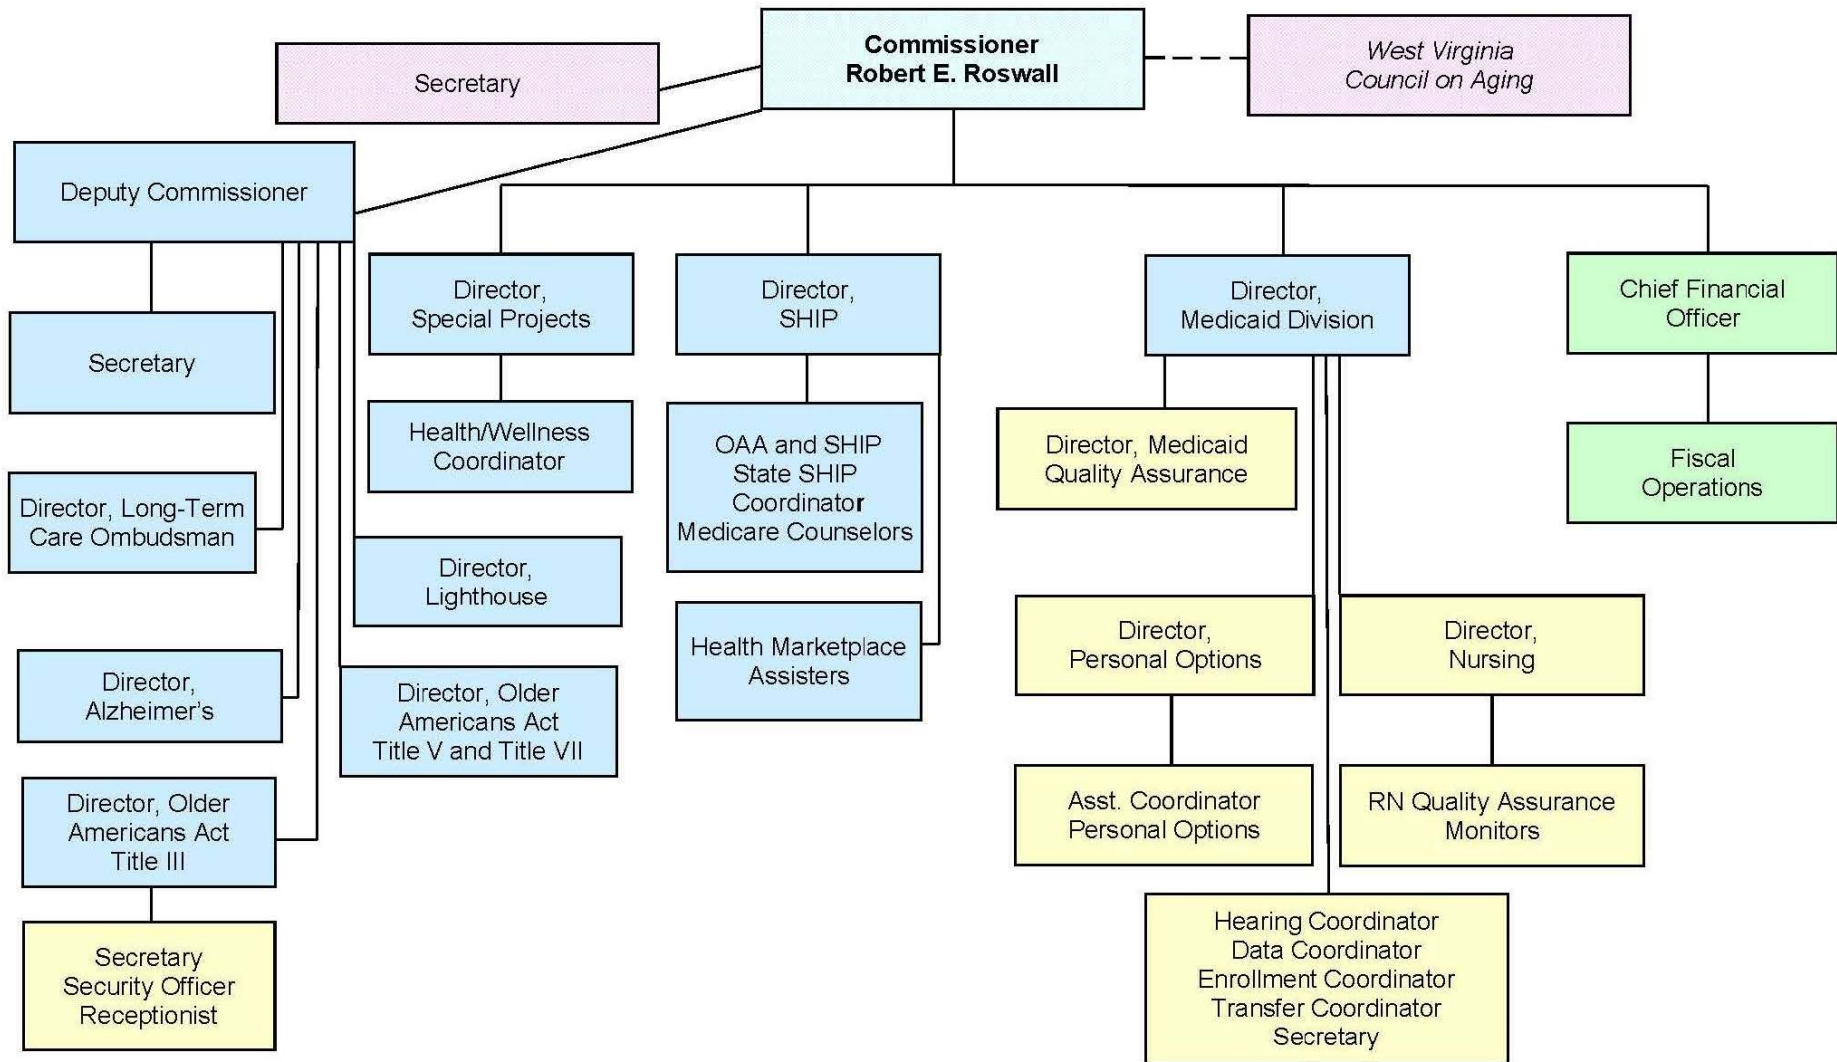 Commissioner
Robert E. Roswall
Secretary
West Virginia
Council on Aging
Deputy Commissioner
Secretary
Director, Long-Term
Care Ombudsman
Director,
Alzheimer's
Director, Older
Americans Act
Title III
Secretary
Security Officer
Receptionist
Director,
Lighthouse
Director, Older
Americans Act
Title V and Title VII
Director,
Special Projects
Health/Wellness
Coordinator
Director,
SHIP
OAA and SHIP
State SHIP
Coordinator
Medicare Counselors
Health Marketplace
Assisters
Director,
Medicaid Division
Director, Medicaid
Quality Assurance
Director,
Personal Options
Asst. Coordinator
Personal Options
Director,
Nursing
RN Quality Assurance
Monitors
Hearing Coordinator
Data Coordinator
Enrollment Coordinator
Transfer Coordinator
Secretary
Chief Financial
Officer
Fiscal
Operations